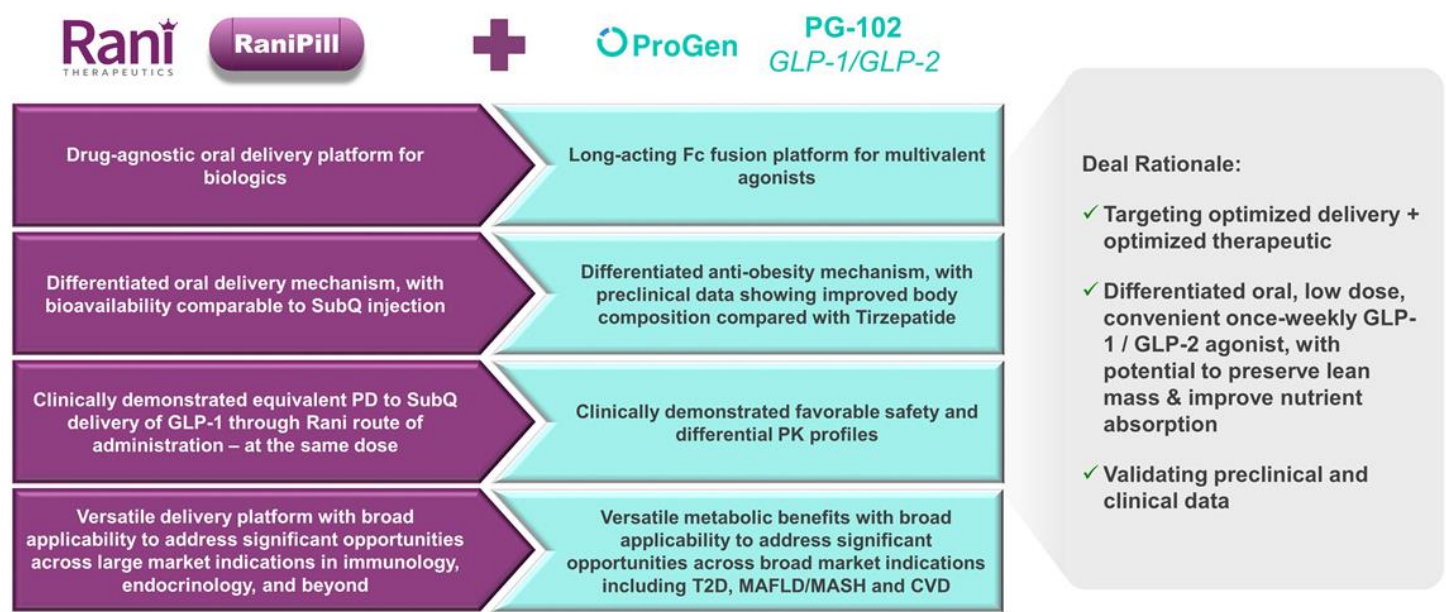 Rani
THERAPEUTICS
RaniPill
ProGen
PG-102
GLP-1/GLP-2
Drug-agnostic oral delivery platform for
biologics
Long-acting Fc fusion platform for multivalent
agonists
Differentiated oral delivery mechanism, with
bioavailability comparable to SubQ injection
Differentiated anti-obesity mechanism, with
preclinical data showing improved body
composition compared with Tirzepatide
Clinically demonstrated equivalent PD to SubQ
delivery of GLP-1 through Rani route of
administration – at the same dose
Clinically demonstrated favorable safety and
differential PK profiles
Versatile delivery platform with broad
applicability to address significant opportunities
across large market indications in immunology,
endocrinology, and beyond
Versatile metabolic benefits with broad
applicability to address significant
opportunities across broad market indications
including T2D, MAFLD/MASH and CVD
Deal Rationale:
✓ Targeting optimized delivery +
optimized therapeutic
✓ Differentiated oral, low dose,
convenient once-weekly GLP-
1 / GLP-2 agonist, with
potential to preserve lean
mass & improve nutrient
absorption
✓ Validating preclinical and
clinical data